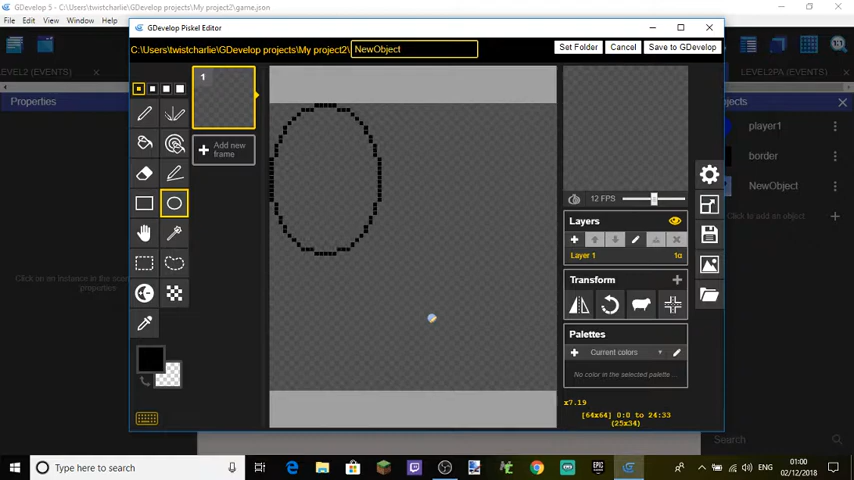 GDevelop 5 - C:\Users\twistcharlie\GDevelop projects\My project2\game.json
File Edit View Window Help
GDevelop Piskel Editor
C:\Users\twistcharlie\GDevelop projects\My project2\ NewObject
Set Folder Cancel Save to GDevelop
LEVEL2 (EVENTS)
LEVEL2PA (EVENTS)
Properties
1
Add new frame
12 FPS
player1
border
NewObject
Click to add an object
Layers
Layer 1 1α
Transform
Palettes
Current colors
No color in the selected palette ...
Click on an instance in the scene
properties
x7.19
[64x64] 0:0 to 24:33
(25x34)
Search
Type here to search
ENG
01:00
02/12/2018